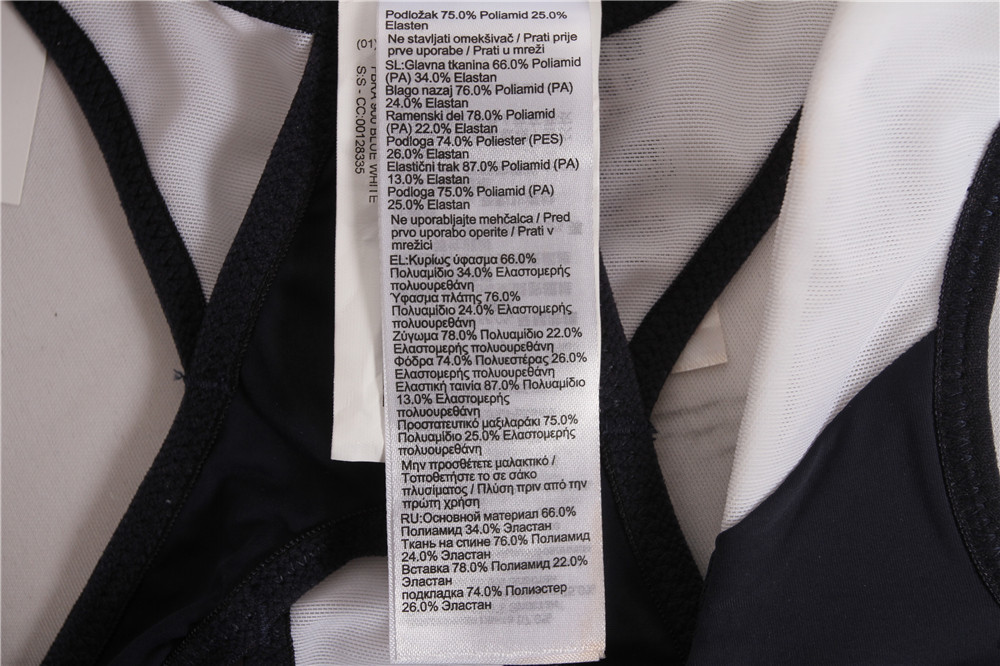 Podložak 75.0% Poliamid 25.0%
Elasten
Ne stavljati omekšivač / Prati prije
prve uporabe / Prati u mreži
SL:Glavna tkanina 66.0% Poliamid
(PA) 34.0% Elastan
Blago nazaj 76.0% Poliamid (PA)
24.0% Elastan
Ramenski del 78.0% Poliamid
(PA) 22.0% Elastan
Podloga 74.0% Poliester (PES)
26.0% Elastan
Elastični trak 87.0% Poliamid (PA)
13.0% Elastan
Podloga 75.0% Poliamid (PA)
25.0% Elastan
Ne uporabljajte mehčalca / Pred
prvo uporabo operite / Prati v
mrežici
EL:Κυρίως ύφασμα 66.0%
Πολυαμίδιο 34.0% Ελαστομερής
πολυουρεθάνη
Ύφασμα πλάτης 76.0%
Πολυαμίδιο 24.0% Ελαστομερής
πολυουρεθάνη
Ζύγωμα 78.0% Πολυαμίδιο 22.0%
Ελαστομερής πολυουρεθάνη
Φόδρα 74.0% Πολυεστέρας 26.0%
Ελαστομερής πολυουρεθάνη
Ελαστική ταινία 87.0% Πολυαμίδιο
13.0% Ελαστομερής
πολυουρεθάνη
Προστατευτικό μαξιλαράκι 75.0%
Πολυαμίδιο 25.0% Ελαστομερής
πολυουρεθάνη
Μην προσθέτετε μαλακτικό /
Τοποθετήστε το σε σάκο
πλυσίματος / Πλύση πριν από την
πρώτη χρήση
RU:Основной материал 66.0%
Полиамид 34.0% Эластан
Ткань на спине 76.0% Полиамид
24.0% Эластан
Вставка 78.0% Полиамид 22.0%
Эластан
подкладка 74.0% Полиэстер
26.0% Эластан
(01)
900 BLUE WHITE
S:S - CC:00128335